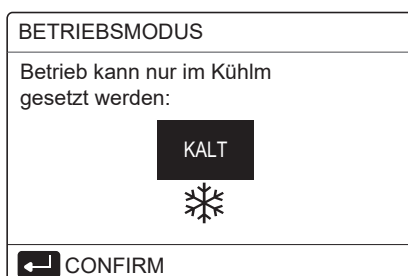 BETRIEBSMODUS
Betrieb kann nur im Kühlm
gesetzt werden:
KALT
CONFIRM